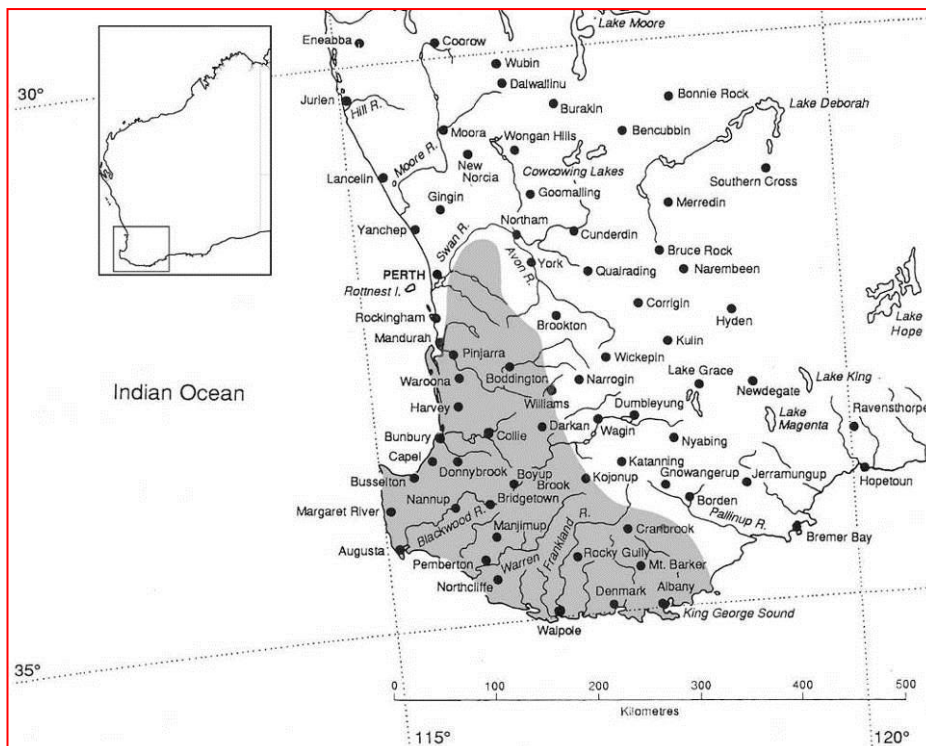 Lake Moore
Eneabba
Coorow
Wubin
Dalwallinu
30°
Jurien
Hill R.
Burakin
Bonnie Rock
Lake Deborah
Moora
Wongan Hills
Bencubbin
Moore R.
New
Norcia
Cowcowing Lakes
Southern Cross
Lancelin
Gingin
Goomalling
Merredin
Yanchep
Swan R.
Northam
Cunderdin
Bruce Rock
Avon R.
York
Quairading
Narembeen
PERTH
Rottnest I.
Corrigin
Hyden
Lake
Hope
Rockingham
Brookton
Mandurah
Kulin
Pinjarra
Wickepin
Indian Ocean
Waroona
Boddington
Narrogin
Lake Grace
Newdegate
Lake King
Harvey
Williams
Dumbleyung
Lake
Magenta
Ravensthorpe
Bunbury
Collie
Darkan
Wagin
Nyabing
Capel
Donnybrook
Boyup
Brook
Katanning
Busselton
Kojonup
Gnowangerup
Jerramungup
Hopetoun
Nannup
Bridgetown
Borden
Margaret River
Blackwood R.
Manjimup
R.
Frankland
Cranbrook
Pallinup R.
Bremer Bay
Augusta
Pemberton
Warren
Rocky Gully
Mt. Barker
Northcliffe
Denmark
Albany
King George Sound
Walpole
35°
0 100 200 300 400 500
Kilometres
115°
120°